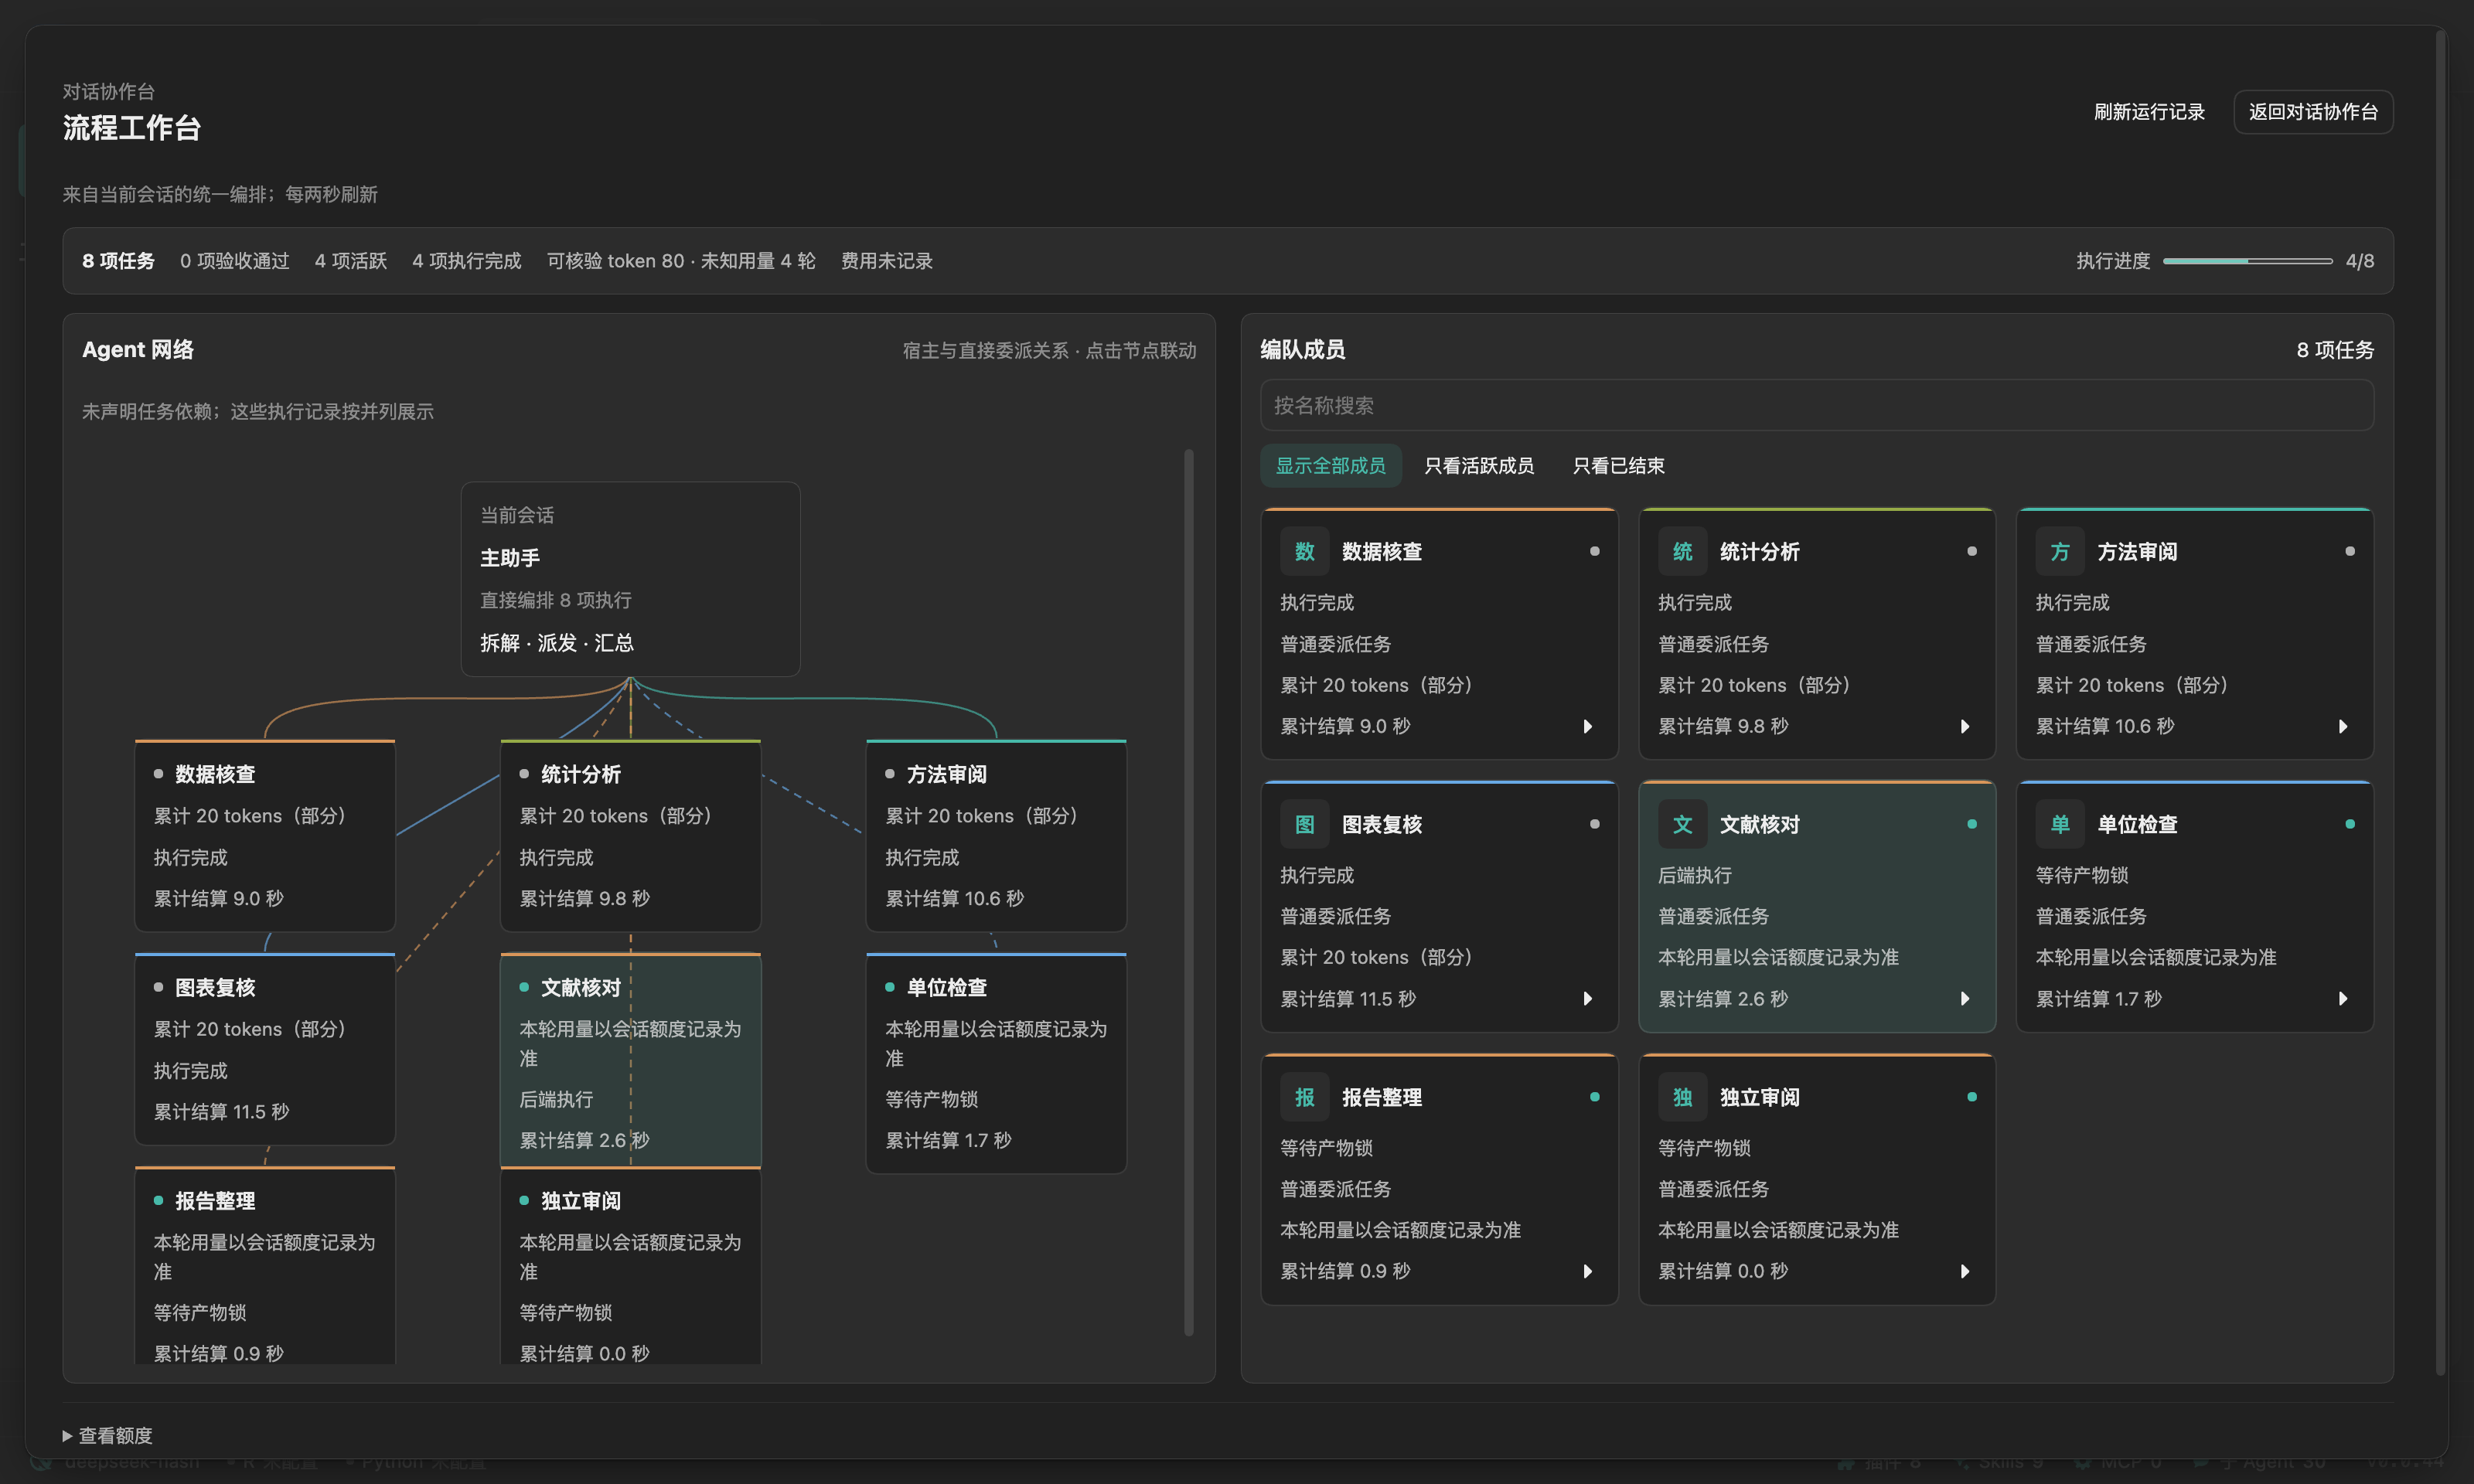 对话协作台
流程工作台
刷新运行记录
返回对话协作台
来自当前会话的统一编排；每两秒刷新
8 项任务 0 项验收通过 4 项活跃 4 项执行完成 可核验 token 80 · 未知用量 4 轮 费用未记录
执行进度 4/8
Agent 网络
宿主与直接委派关系 · 点击节点联动
未声明任务依赖；这些执行记录按并列展示
当前会话
主助手
直接编排 8 项执行
拆解 · 派发 · 汇总
数据核查
累计 20 tokens（部分）
执行完成
累计结算 9.0 秒
统计分析
累计 20 tokens（部分）
执行完成
累计结算 9.8 秒
方法审阅
累计 20 tokens（部分）
执行完成
累计结算 10.6 秒
图表复核
累计 20 tokens（部分）
执行完成
累计结算 11.5 秒
文献核对
本轮用量以会话额度记录为
准
后端执行
累计结算 2.6 秒
单位检查
本轮用量以会话额度记录为
准
等待产物锁
累计结算 1.7 秒
报告整理
本轮用量以会话额度记录为
准
等待产物锁
累计结算 0.9 秒
独立审阅
本轮用量以会话额度记录为
准
等待产物锁
累计结算 0.0 秒
编队成员
8 项任务
按名称搜索
显示全部成员 只看活跃成员 只看已结束
数 数据核查
执行完成
普通委派任务
累计 20 tokens（部分）
累计结算 9.0 秒
统 统计分析
执行完成
普通委派任务
累计 20 tokens（部分）
累计结算 9.8 秒
方 方法审阅
执行完成
普通委派任务
累计 20 tokens（部分）
累计结算 10.6 秒
图 图表复核
执行完成
普通委派任务
累计 20 tokens（部分）
累计结算 11.5 秒
文 文献核对
后端执行
普通委派任务
本轮用量以会话额度记录为准
累计结算 2.6 秒
单 单位检查
等待产物锁
普通委派任务
本轮用量以会话额度记录为准
累计结算 1.7 秒
报 报告整理
等待产物锁
普通委派任务
本轮用量以会话额度记录为准
累计结算 0.9 秒
独 独立审阅
等待产物锁
普通委派任务
本轮用量以会话额度记录为准
累计结算 0.0 秒
查看额度
R 未配置 Python 未配置
插件 8 Skills 9 MCP 0 子 Agent 30